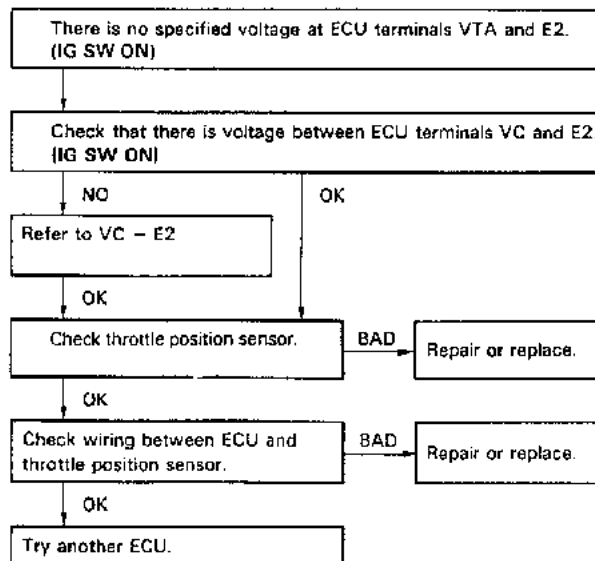 There is no specified voltage at ECU terminals VTA and E2.
(IG SW ON)
Check that there is voltage between ECU terminals VC and E2
(IG SW ON)
NO
OK
Refer to VC – E2
OK
Check throttle position sensor.
BAD
Repair or replace.
OK
Check wiring between ECU and
throttle position sensor.
BAD
Repair or replace.
OK
Try another ECU.